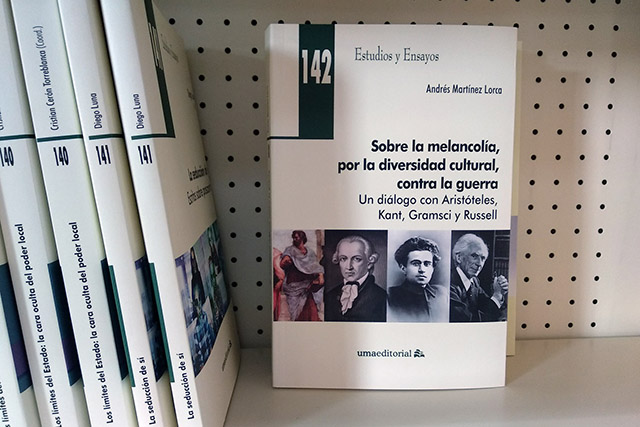 140
Cristian Cerón Torreblanca (Coord.)
140
Los límites del Estado: la cara oculta del poder local
Los límites del Estado: la cara oculta del poder local
Diego Luna
141
La seducción de sí
Diego Luna
141
La seducción de sí
142
Estudios y Ensayos
Andrés Martínez Lorca
Sobre la melancolía,
por la diversidad cultural,
contra la guerra
Un diálogo con Aristóteles,
Kant, Gramsci y Russell
umaeditorial